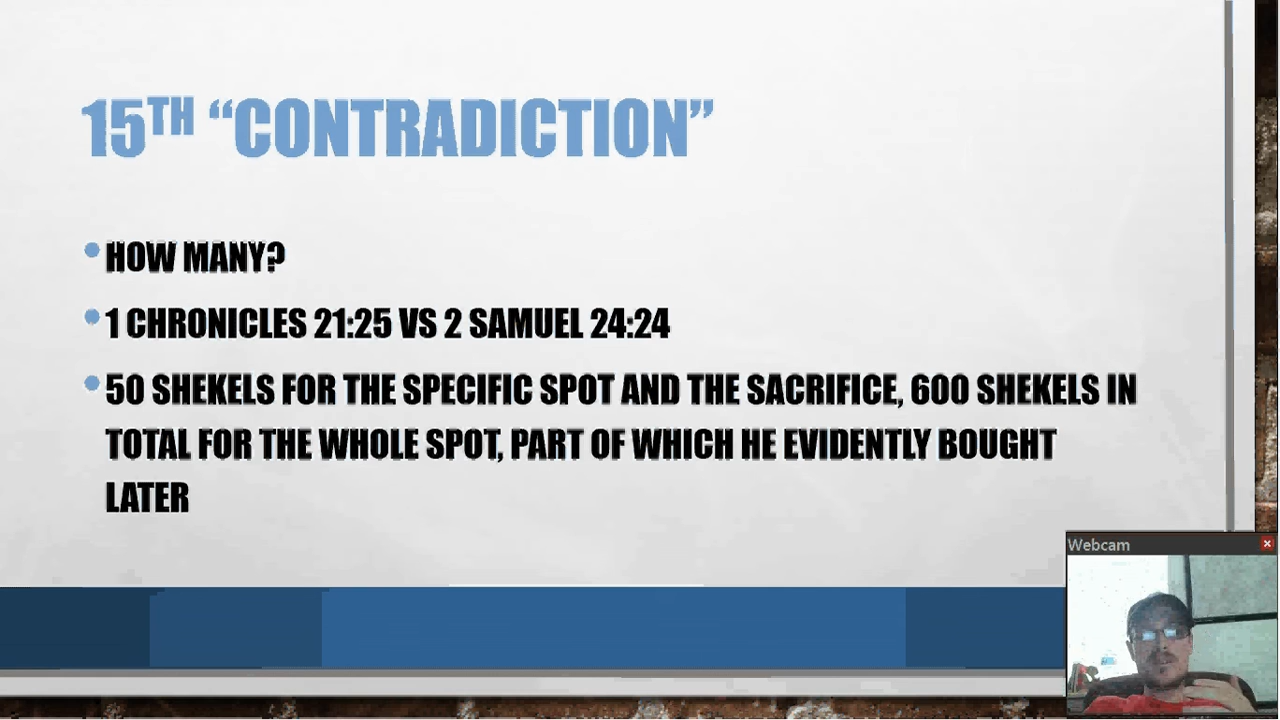 15TH “CONTRADICTION”
HOW MANY?
1 CHRONICLES 21:25 VS 2 SAMUEL 24:24
50 SHEKELS FOR THE SPECIFIC SPOT AND THE SACRIFICE, 600 SHEKELS IN
TOTAL FOR THE WHOLE SPOT, PART OF WHICH HE EVIDENTLY BOUGHT
LATER
Webcam